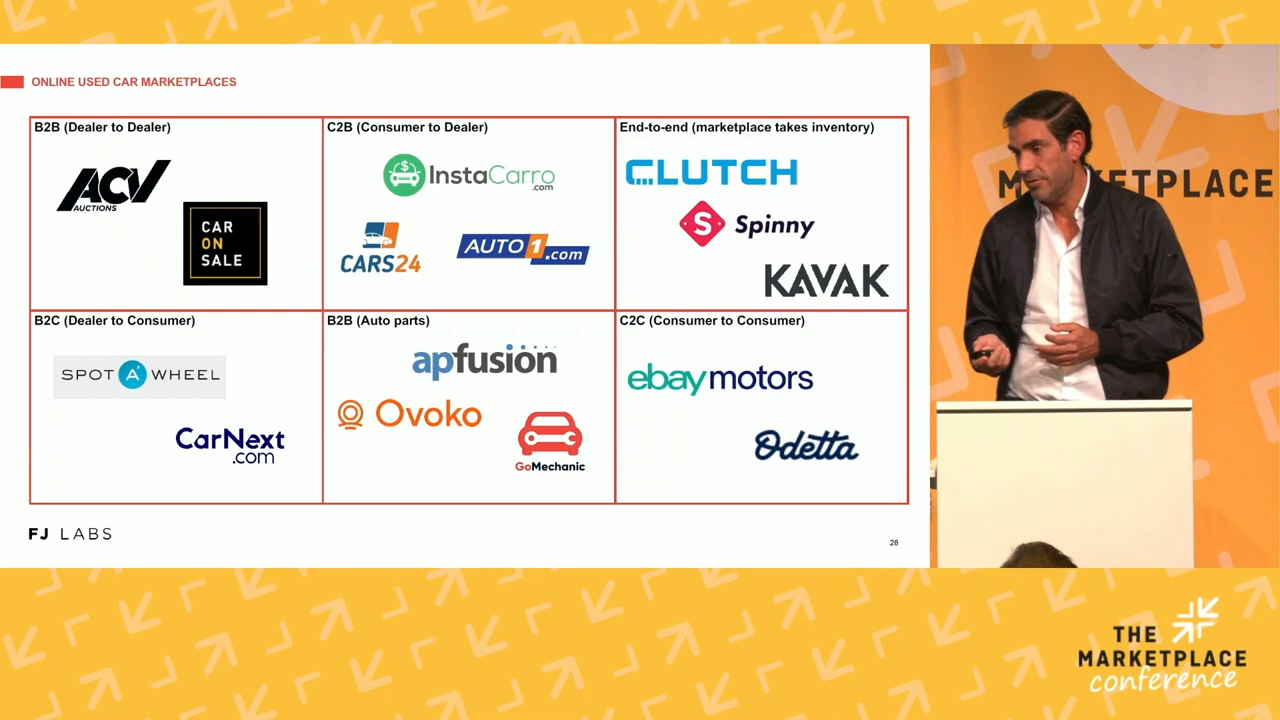 ONLINE USED CAR MARKETPLACES
B2B (Dealer to Dealer)
ACV
AUCTIONS
CAR
ON
SALE
C2B (Consumer to Dealer)
InstaCarro
.com
CARS24
AUTO1.com
End-to-end (marketplace takes inventory)
CLUTCH
S Spinny
KAVAK
B2C (Dealer to Consumer)
SPOT A' WHEEL
CarNext
.com
B2B (Auto parts)
apfusion
Ovoko
GoMechanic
C2C (Consumer to Consumer)
ebay motors
Odetta
FJ LABS
28
MARKETPLACE
THE
MARKETPLACE
conference